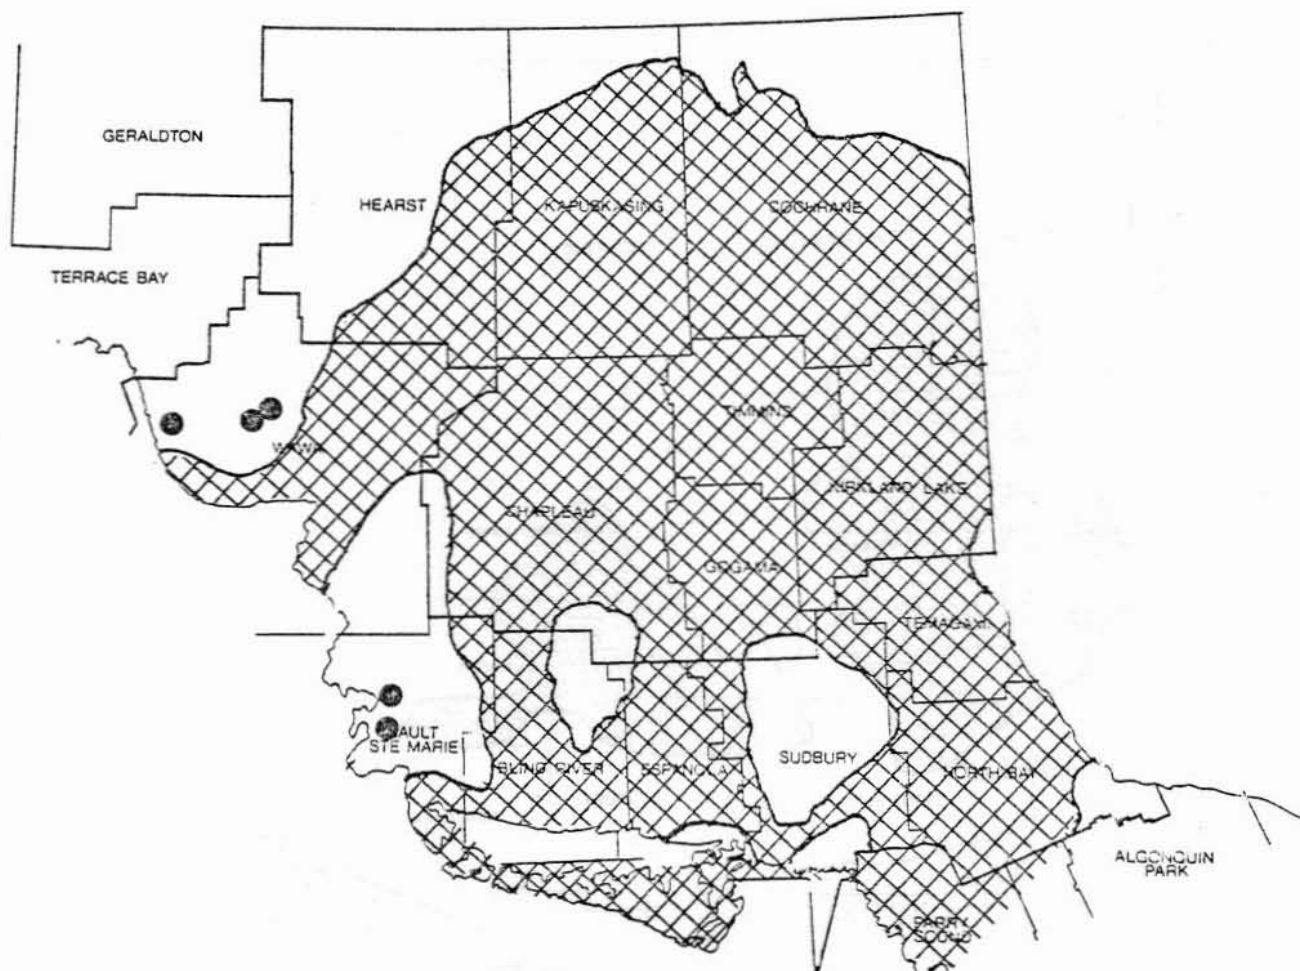 GERALDTON
HEARST
KAPUSKASING
COCHRANE
TERRACE BAY
TIMMINS
WAWA
KIRKLAND LAKE
CHAPLEAU
GOGAMA
TEMAGAMI
SAULT
STE MARIE
BLIND RIVER
ESPANOLA
SUDBURY
NORTH BAY
ALGONQUIN
PARK
PARRY
SOUND